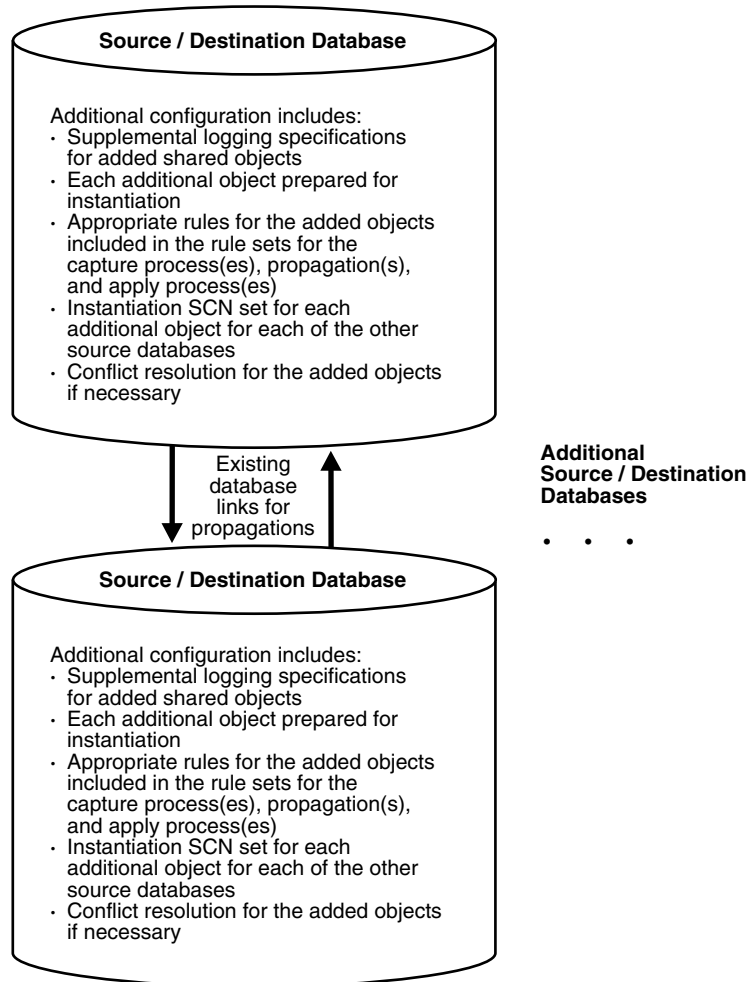 Source / Destination Database
Additional configuration includes:
· Supplemental logging specifications
for added shared objects
· Each additional object prepared for
instantiation
· Appropriate rules for the added objects
included in the rule sets for the
capture process(es), propagation(s),
and apply process(es)
· Instantiation SCN set for each
additional object for each of the other
source databases
· Conflict resolution for the added objects
if necessary
Existing
database
links for
propagations
Additional
Source / Destination
Databases
. . .
Source / Destination Database
Additional configuration includes:
· Supplemental logging specifications
for added shared objects
· Each additional object prepared for
instantiation
· Appropriate rules for the added objects
included in the rule sets for the
capture process(es), propagation(s),
and apply process(es)
· Instantiation SCN set for each
additional object for each of the other
source databases
· Conflict resolution for the added objects
if necessary